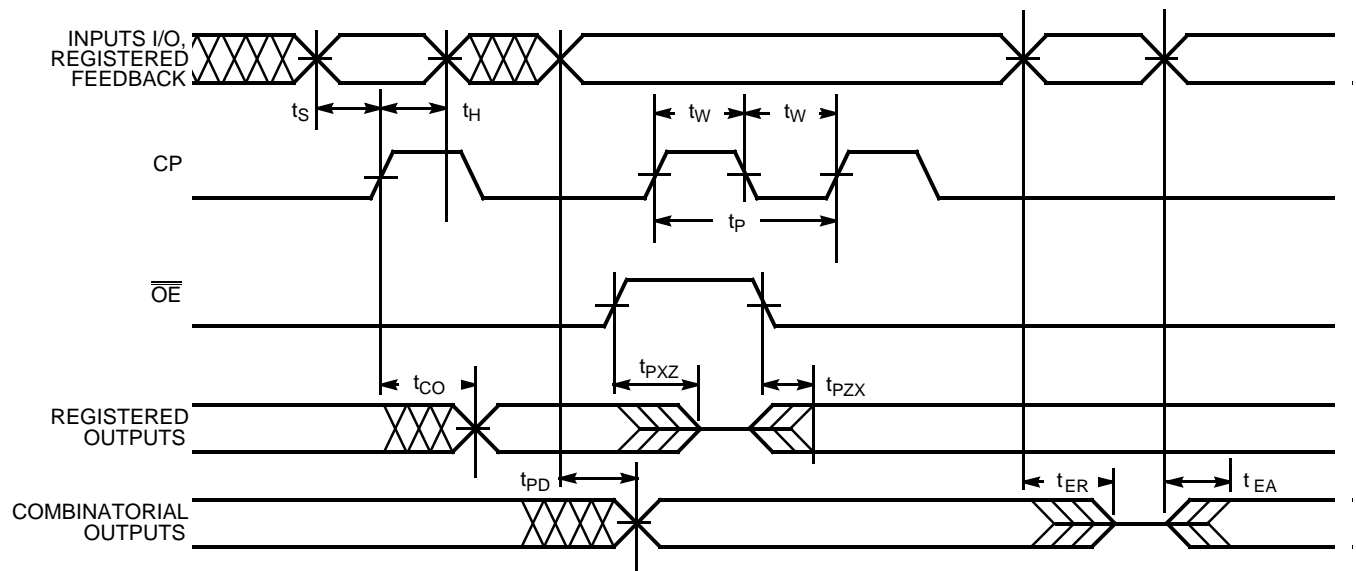 INPUTS I/O,
REGISTERED
FEEDBACK
tS
tH
tW
tW
CP
tP
OE
tCO
tPXZ
tPZX
REGISTERED
OUTPUTS
tPD
tER
tEA
COMBINATORIAL
OUTPUTS